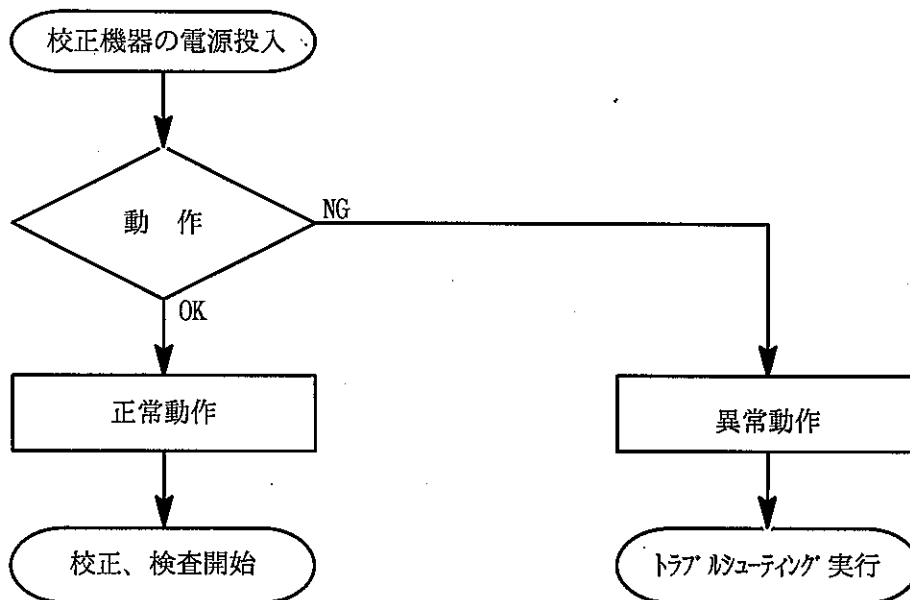 校正機器の電源投入
動　作
NG
OK
正常動作
異常動作
校正、検査開始
トラブルシューティング実行